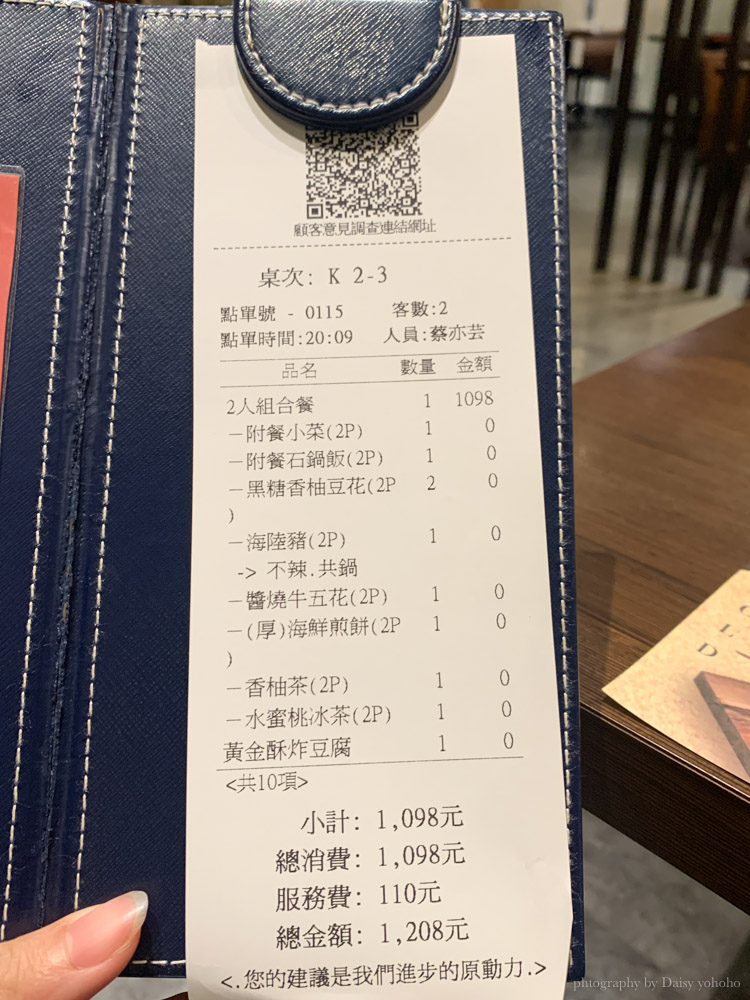 顧客意見調查連結網址
桌次: K 2-3
點單號 - 0115 客數:2
點單時間:20:09 人員:蔡亦芸
品名 數量 金額
2人組合餐 1 1098
－附餐小菜(2P) 1 0
－附餐石鍋飯(2P) 1 0
－黑糖香柚豆花(2P 2 0
)
－海陸豬(2P) 1 0
-> 不辣.共鍋
－醬燒牛五花(2P) 1 0
－(厚)海鮮煎餅(2P 1 0
)
－香柚茶(2P) 1 0
－水蜜桃冰茶(2P) 1 0
黃金酥炸豆腐 1 0
<共10項>
小計: 1,098元
總消費: 1,098元
服務費: 110元
總金額: 1,208元
<.您的建議是我們進步的原動力.>
phtography by Daisy yohoho